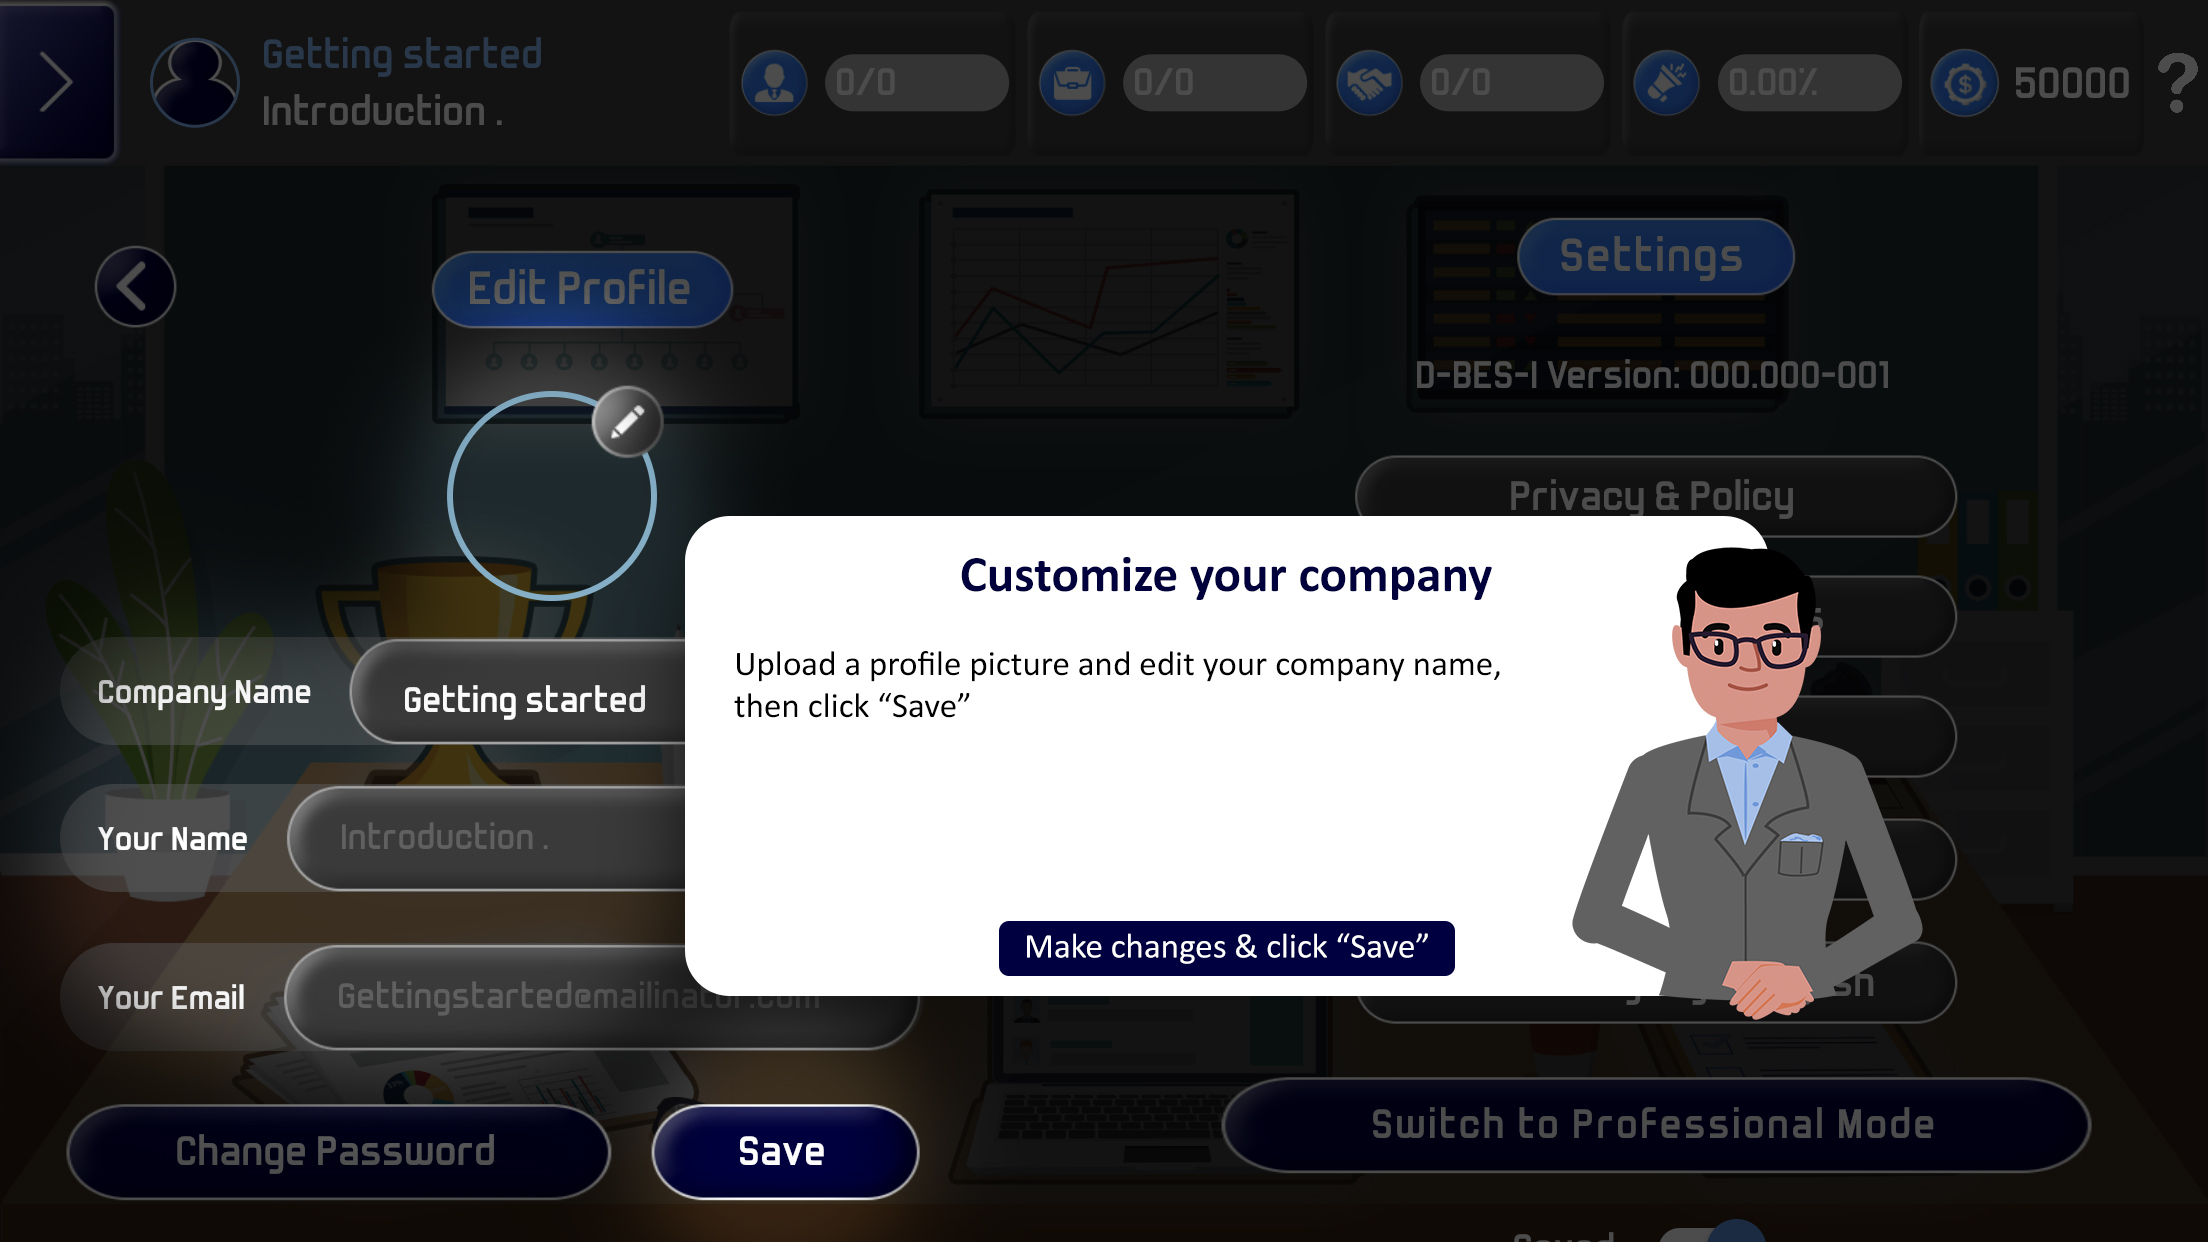 Getting started
Introduction .
0/0
0/0
0/0
0.00%
50000
?
Edit Profile
Settings
D-BES-I Version: 000.000-001
Privacy & Policy
Customize your company
Upload a profile picture and edit your company name,
then click “Save”
Company Name
Getting started
Your Name
Introduction .
Make changes & click “Save”
Your Email
Gettingstarted@mailinator.com
Change Password
Save
Switch to Professional Mode